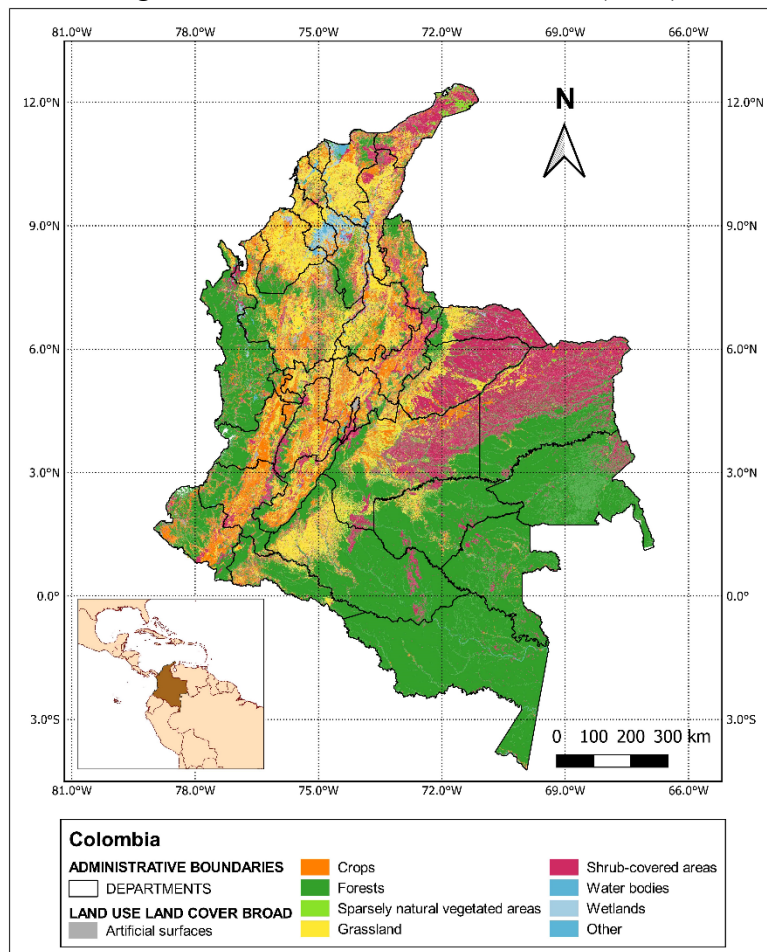 81.0°W 78.0°W 75.0°W 72.0°W 69.0°W 66.0°W
12.0°N 12.0°N
N
9.0°N 9.0°N
6.0°N 6.0°N
3.0°N 3.0°N
0.0° 0.0°
3.0°S 3.0°S
0 100 200 300 km
81.0°W 78.0°W 75.0°W 72.0°W 69.0°W 66.0°W
Colombia
ADMINISTRATIVE BOUNDARIES
DEPARTMENTS
LAND USE LAND COVER BROAD
Artificial surfaces
Crops
Forests
Sparsely natural vegetated areas
Grassland
Shrub-covered areas
Water bodies
Wetlands
Other